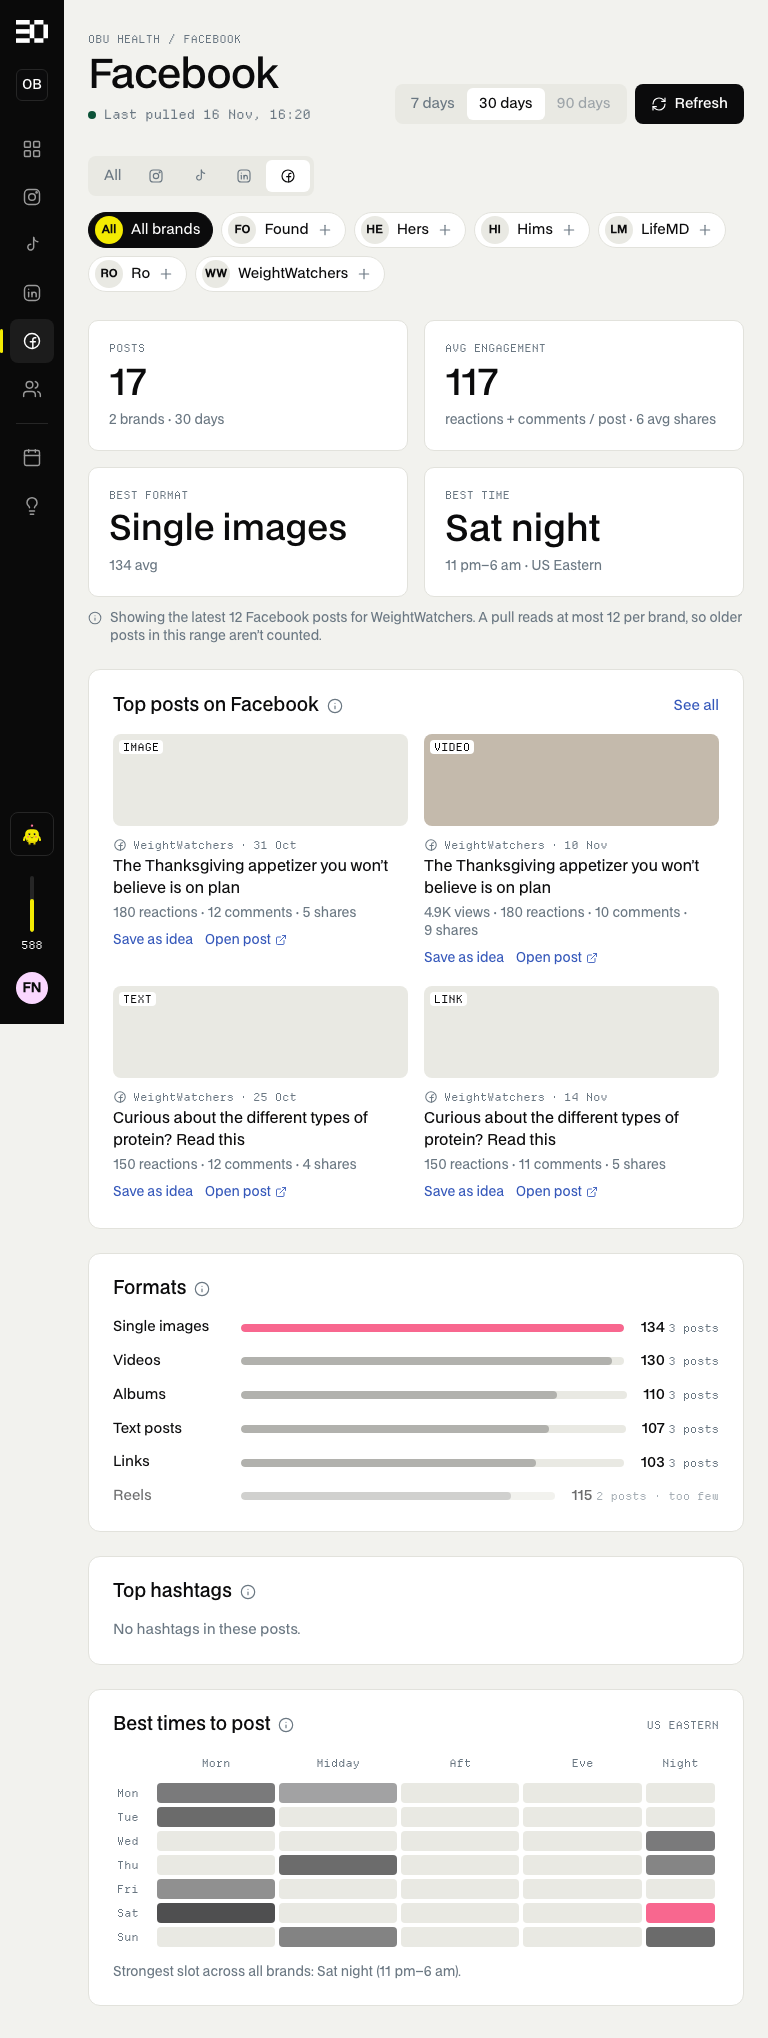 OBU HEALTH / FACEBOOK
Facebook
Last pulled 16 Nov, 16:20
7 days
30 days
90 days
Refresh
OB
All
All All brands
FO Found
HE Hers
HI Hims
LM LifeMD
RO Ro
WW WeightWatchers
POSTS
17
2 brands · 30 days
AVG ENGAGEMENT
117
reactions + comments / post · 6 avg shares
BEST FORMAT
Single images
134 avg
BEST TIME
Sat night
11 pm–6 am · US Eastern
Showing the latest 12 Facebook posts for WeightWatchers. A pull reads at most 12 per brand, so older
posts in this range aren't counted.
Top posts on Facebook
See all
IMAGE
WeightWatchers · 31 Oct
The Thanksgiving appetizer you won't
believe is on plan
180 reactions · 12 comments · 5 shares
Save as idea Open post
VIDEO
WeightWatchers · 10 Nov
The Thanksgiving appetizer you won't
believe is on plan
4.9K views · 180 reactions · 10 comments ·
9 shares
Save as idea Open post
588
FN
TEXT
WeightWatchers · 25 Oct
Curious about the different types of
protein? Read this
150 reactions · 12 comments · 4 shares
Save as idea Open post
LINK
WeightWatchers · 14 Nov
Curious about the different types of
protein? Read this
150 reactions · 11 comments · 5 shares
Save as idea Open post
Formats
Single images 134 3 posts
Videos 130 3 posts
Albums 110 3 posts
Text posts 107 3 posts
Links 103 3 posts
Reels 115 2 posts · too few
Top hashtags
No hashtags in these posts.
Best times to post
US EASTERN
Morn Midday Aft Eve Night
Mon
Tue
Wed
Thu
Fri
Sat
Sun
Strongest slot across all brands: Sat night (11 pm–6 am).